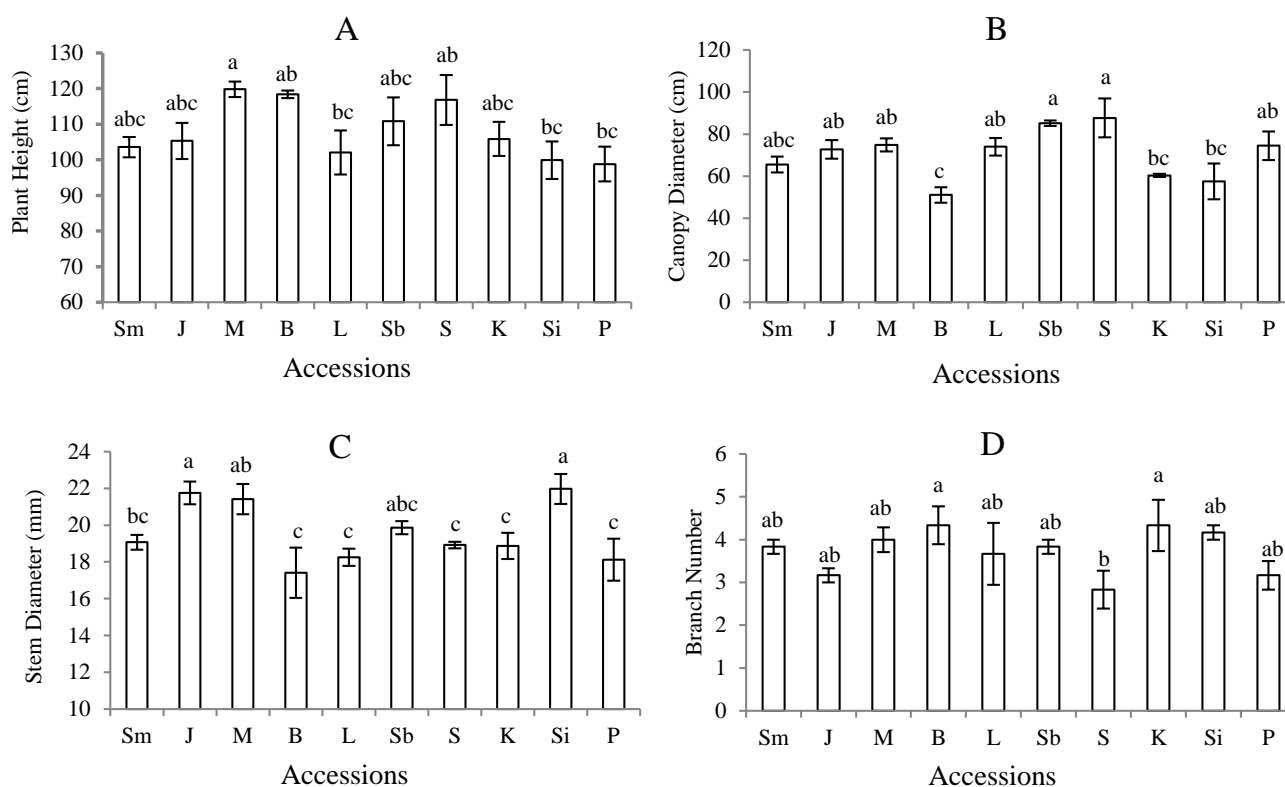 A
Plant Height (cm)
130
120
110
100
90
80
70
60
abc
abc
a
ab
bc
abc
ab
abc
bc
bc
Sm J M B L Sb S K Si P
Accessions
B
Canopy Diameter (cm)
120
100
80
60
40
20
0
abc
ab
ab
c
ab
a
a
bc
bc
ab
Sm J M B L Sb S K Si P
Accessions
C
Stem Diameter (mm)
24
22
20
18
16
14
12
10
bc
a
ab
c
c
abc
c
c
a
c
Sm J M B L Sb S K Si P
Accessions
D
Branch Number
6
5
4
3
2
1
0
ab
ab
ab
a
ab
ab
b
a
ab
ab
Sm J M B L Sb S K Si P
Accessions